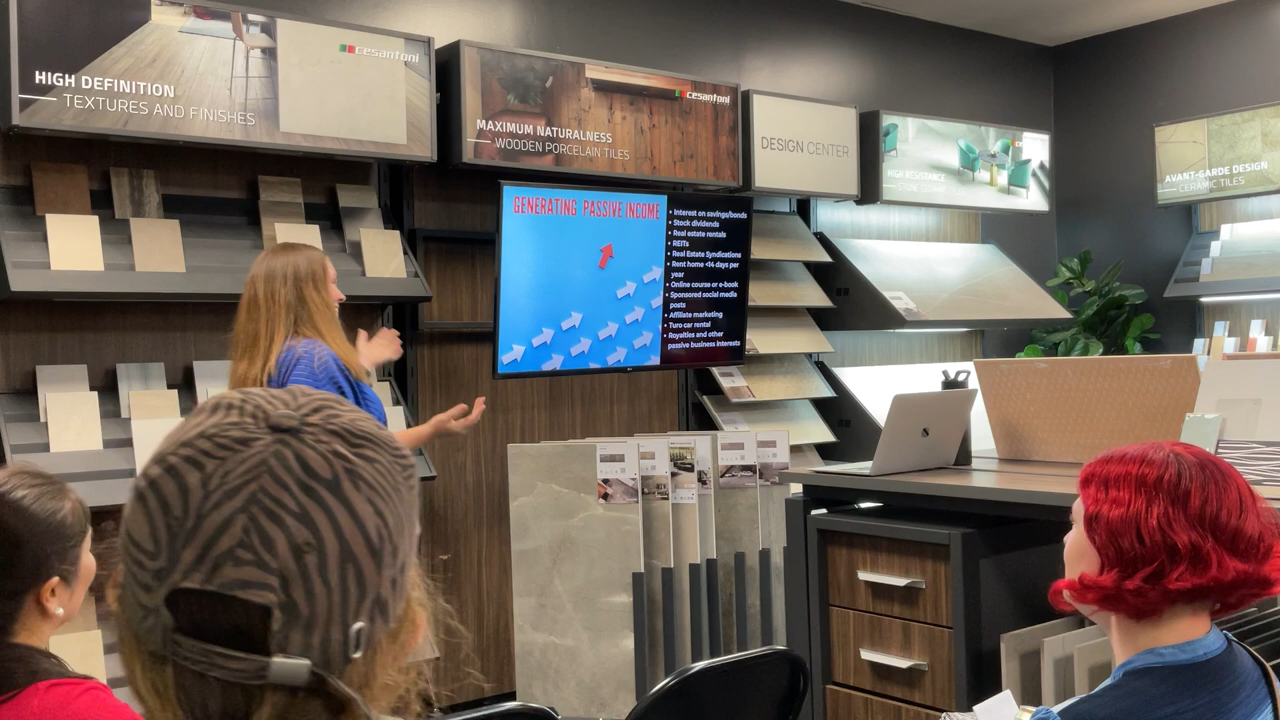 cesantoni
HIGH DEFINITION
TEXTURES AND FINISHES
cesantoni
MAXIMUM NATURALNESS
WOODEN PORCELAIN TILES
DESIGN CENTER
HIGH RESISTANCE
AVANT-GARDE DESIGN
CERAMIC TILES
GENERATING PASSIVE INCOME
• Interest on savings/bonds
• Stock dividends
• Real estate rentals
• REITs
• Real Estate Syndications
• Rent home <14 days per
year
• Online course or e-book
• Sponsored social media
posts
• Affiliate marketing
• Turo car rental
• Royalties and other
passive business interests
LG